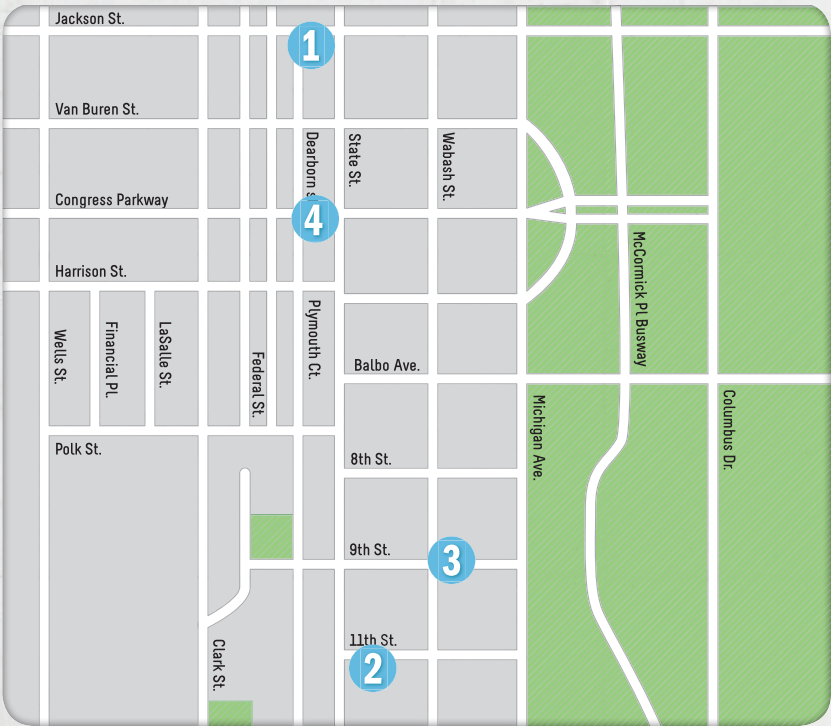 Jackson St.
1
Van Buren St.
Dearborn s
State St.
Wabash St.
Congress Parkway
4
Harrison St.
McCormick Pl Busway
Wells St.
Financial Pl.
LaSalle St.
Federal St.
Plymouth Ct.
Balbo Ave.
Michigan Ave.
Columbus Dr.
Polk St.
8th St.
9th St.
3
11th St.
2
Clark St.